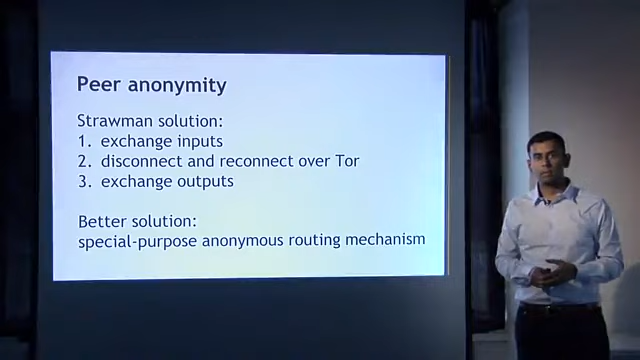 Peer anonymity
Strawman solution:
1. exchange inputs
2. disconnect and reconnect over Tor
3. exchange outputs
Better solution:
special-purpose anonymous routing mechanism